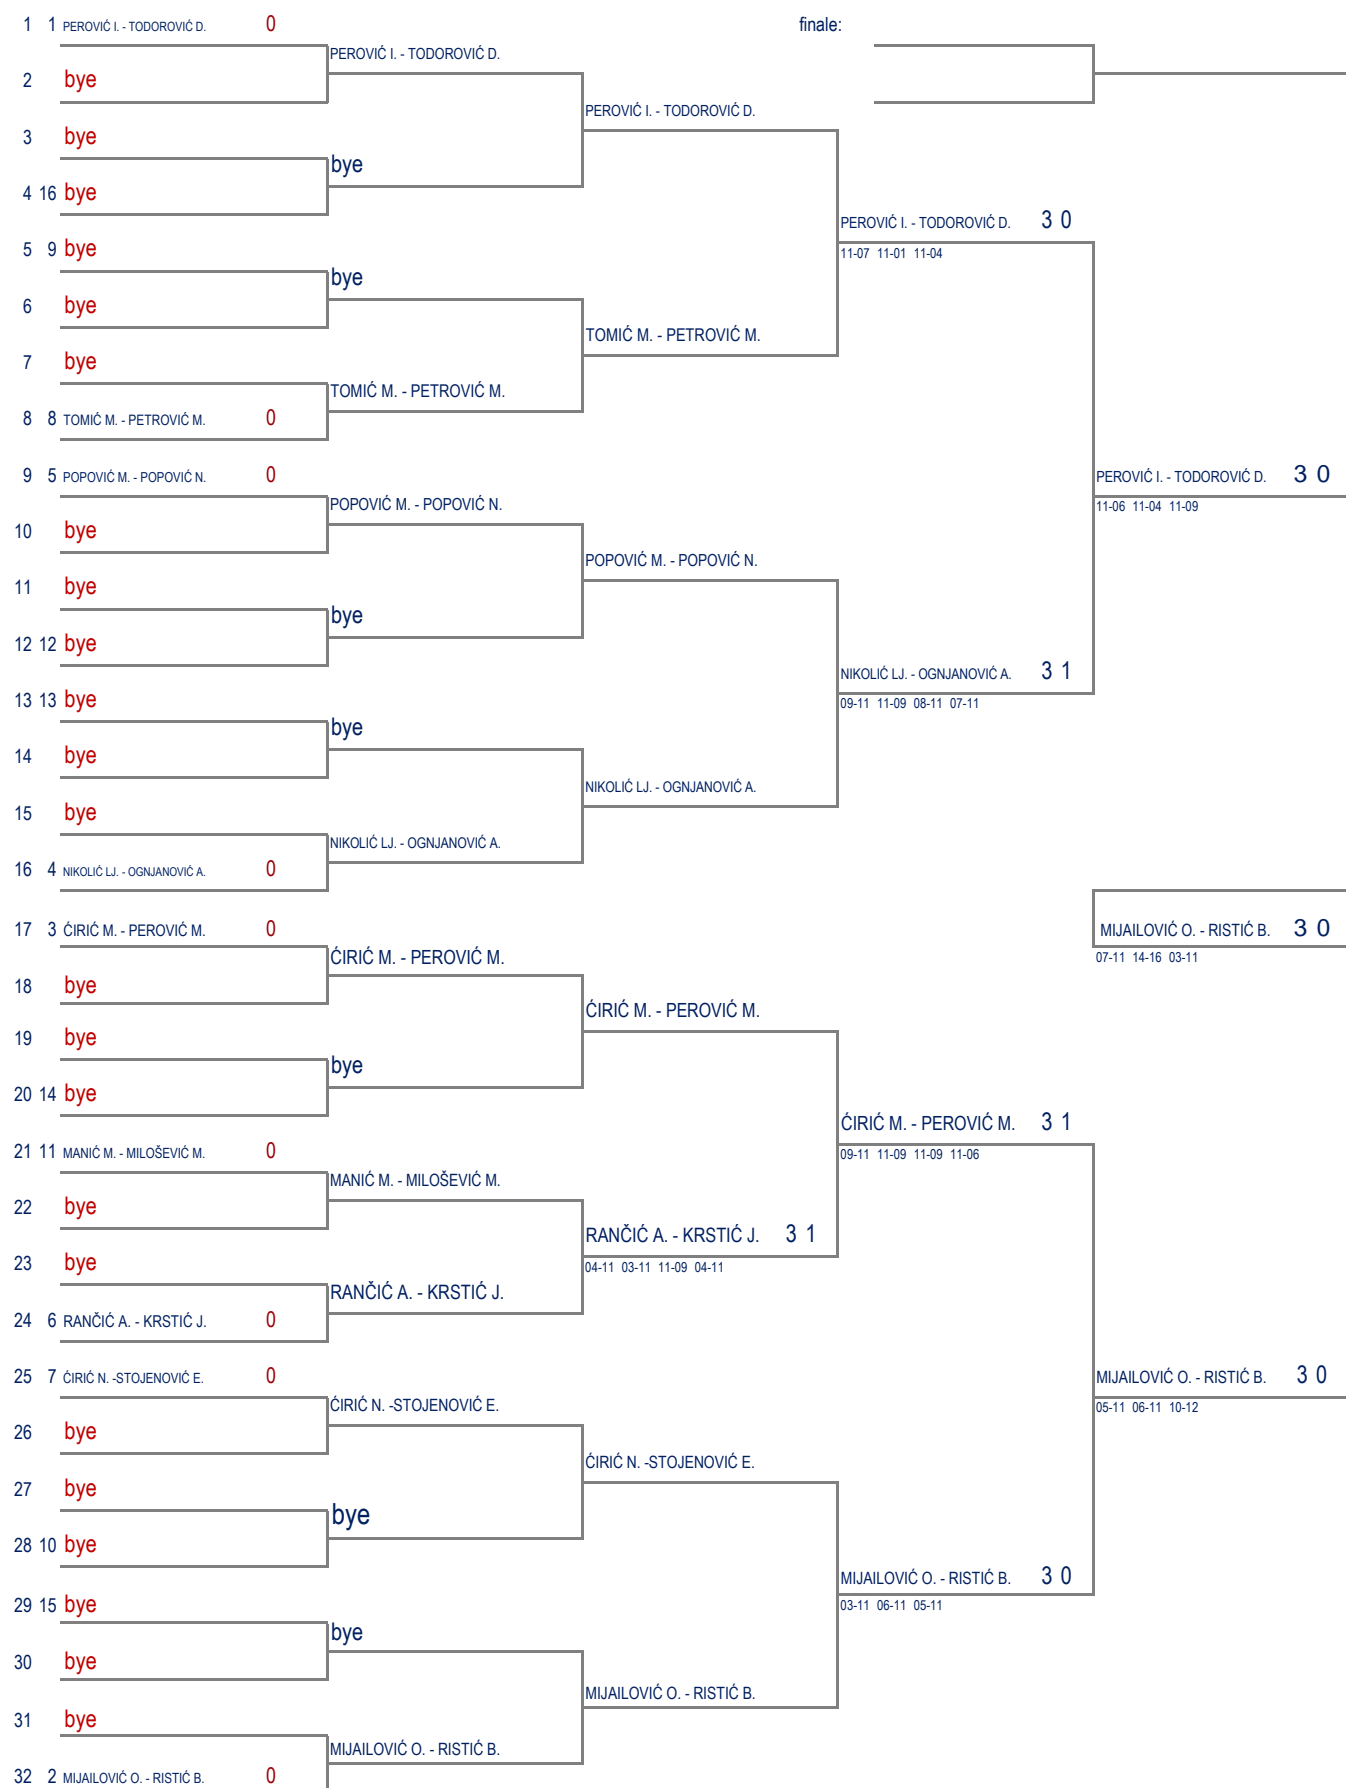 1 1 PEROVIĆ I. - TODOROVIĆ D. 0 finale:
PEROVIĆ I. - TODOROVIĆ D.
2 bye
PEROVIĆ I. - TODOROVIĆ D.
3 bye
bye
4 16 bye
PEROVIĆ I. - TODOROVIĆ D. 3 0
5 9 bye
11-07 11-01 11-04
bye
6 bye
TOMIĆ M. - PETROVIĆ M.
7 bye
TOMIĆ M. - PETROVIĆ M.
8 8 TOMIĆ M. - PETROVIĆ M. 0
9 5 POPOVIĆ M. - POPOVIĆ N. 0
PEROVIĆ I. - TODOROVIĆ D. 3 0
POPOVIĆ M. - POPOVIĆ N.
11-06 11-04 11-09
10 bye
POPOVIĆ M. - POPOVIĆ N.
11 bye
bye
12 12 bye
NIKOLIĆ LJ. - OGNJANOVIĆ A. 3 1
13 13 bye
09-11 11-09 08-11 07-11
bye
14 bye
NIKOLIĆ LJ. - OGNJANOVIĆ A.
15 bye
NIKOLIĆ LJ. - OGNJANOVIĆ A.
16 4 NIKOLIĆ LJ. - OGNJANOVIĆ A. 0
17 3 ĆIRIĆ M. - PEROVIĆ M. 0
MIJAILOVIĆ O. - RISTIĆ B. 3 0
ĆIRIĆ M. - PEROVIĆ M.
07-11 14-16 03-11
18 bye
ĆIRIĆ M. - PEROVIĆ M.
19 bye
bye
20 14 bye
ĆIRIĆ M. - PEROVIĆ M. 3 1
21 11 MANIĆ M. - MILOŠEVIĆ M. 0
09-11 11-09 11-09 11-06
MANIĆ M. - MILOŠEVIĆ M.
22 bye
RANČIĆ A. - KRSTIĆ J. 3 1
23 bye
04-11 03-11 11-09 04-11
RANČIĆ A. - KRSTIĆ J.
24 6 RANČIĆ A. - KRSTIĆ J. 0
25 7 ĆIRIĆ N. -STOJENOVIĆ E. 0
MIJAILOVIĆ O. - RISTIĆ B. 3 0
ĆIRIĆ N. -STOJENOVIĆ E.
05-11 06-11 10-12
26 bye
ĆIRIĆ N. -STOJENOVIĆ E.
27 bye
bye
28 10 bye
MIJAILOVIĆ O. - RISTIĆ B. 3 0
29 15 bye
03-11 06-11 05-11
bye
30 bye
MIJAILOVIĆ O. - RISTIĆ B.
31 bye
MIJAILOVIĆ O. - RISTIĆ B.
32 2 MIJAILOVIĆ O. - RISTIĆ B. 0